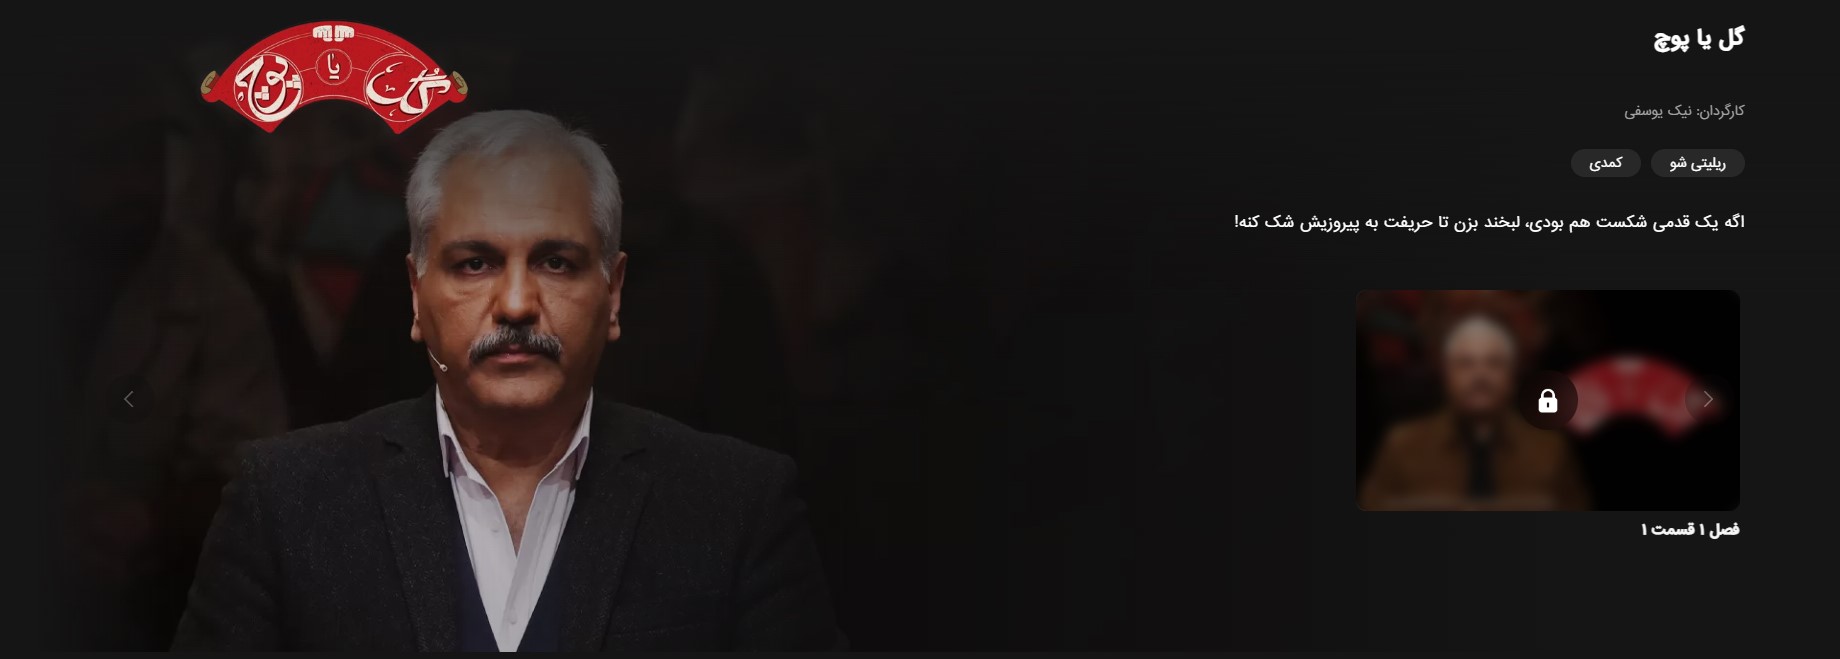 گل یا پوچ
گل یا پوچ
کارگردان: نیک یوسفی
ریلیتی شو
کمدی
اگه یک قدمی شکست هم بودی، لبخند بزن تا حریفت به پیروزیش شک کنه!
فصل ۱ قسمت ۱